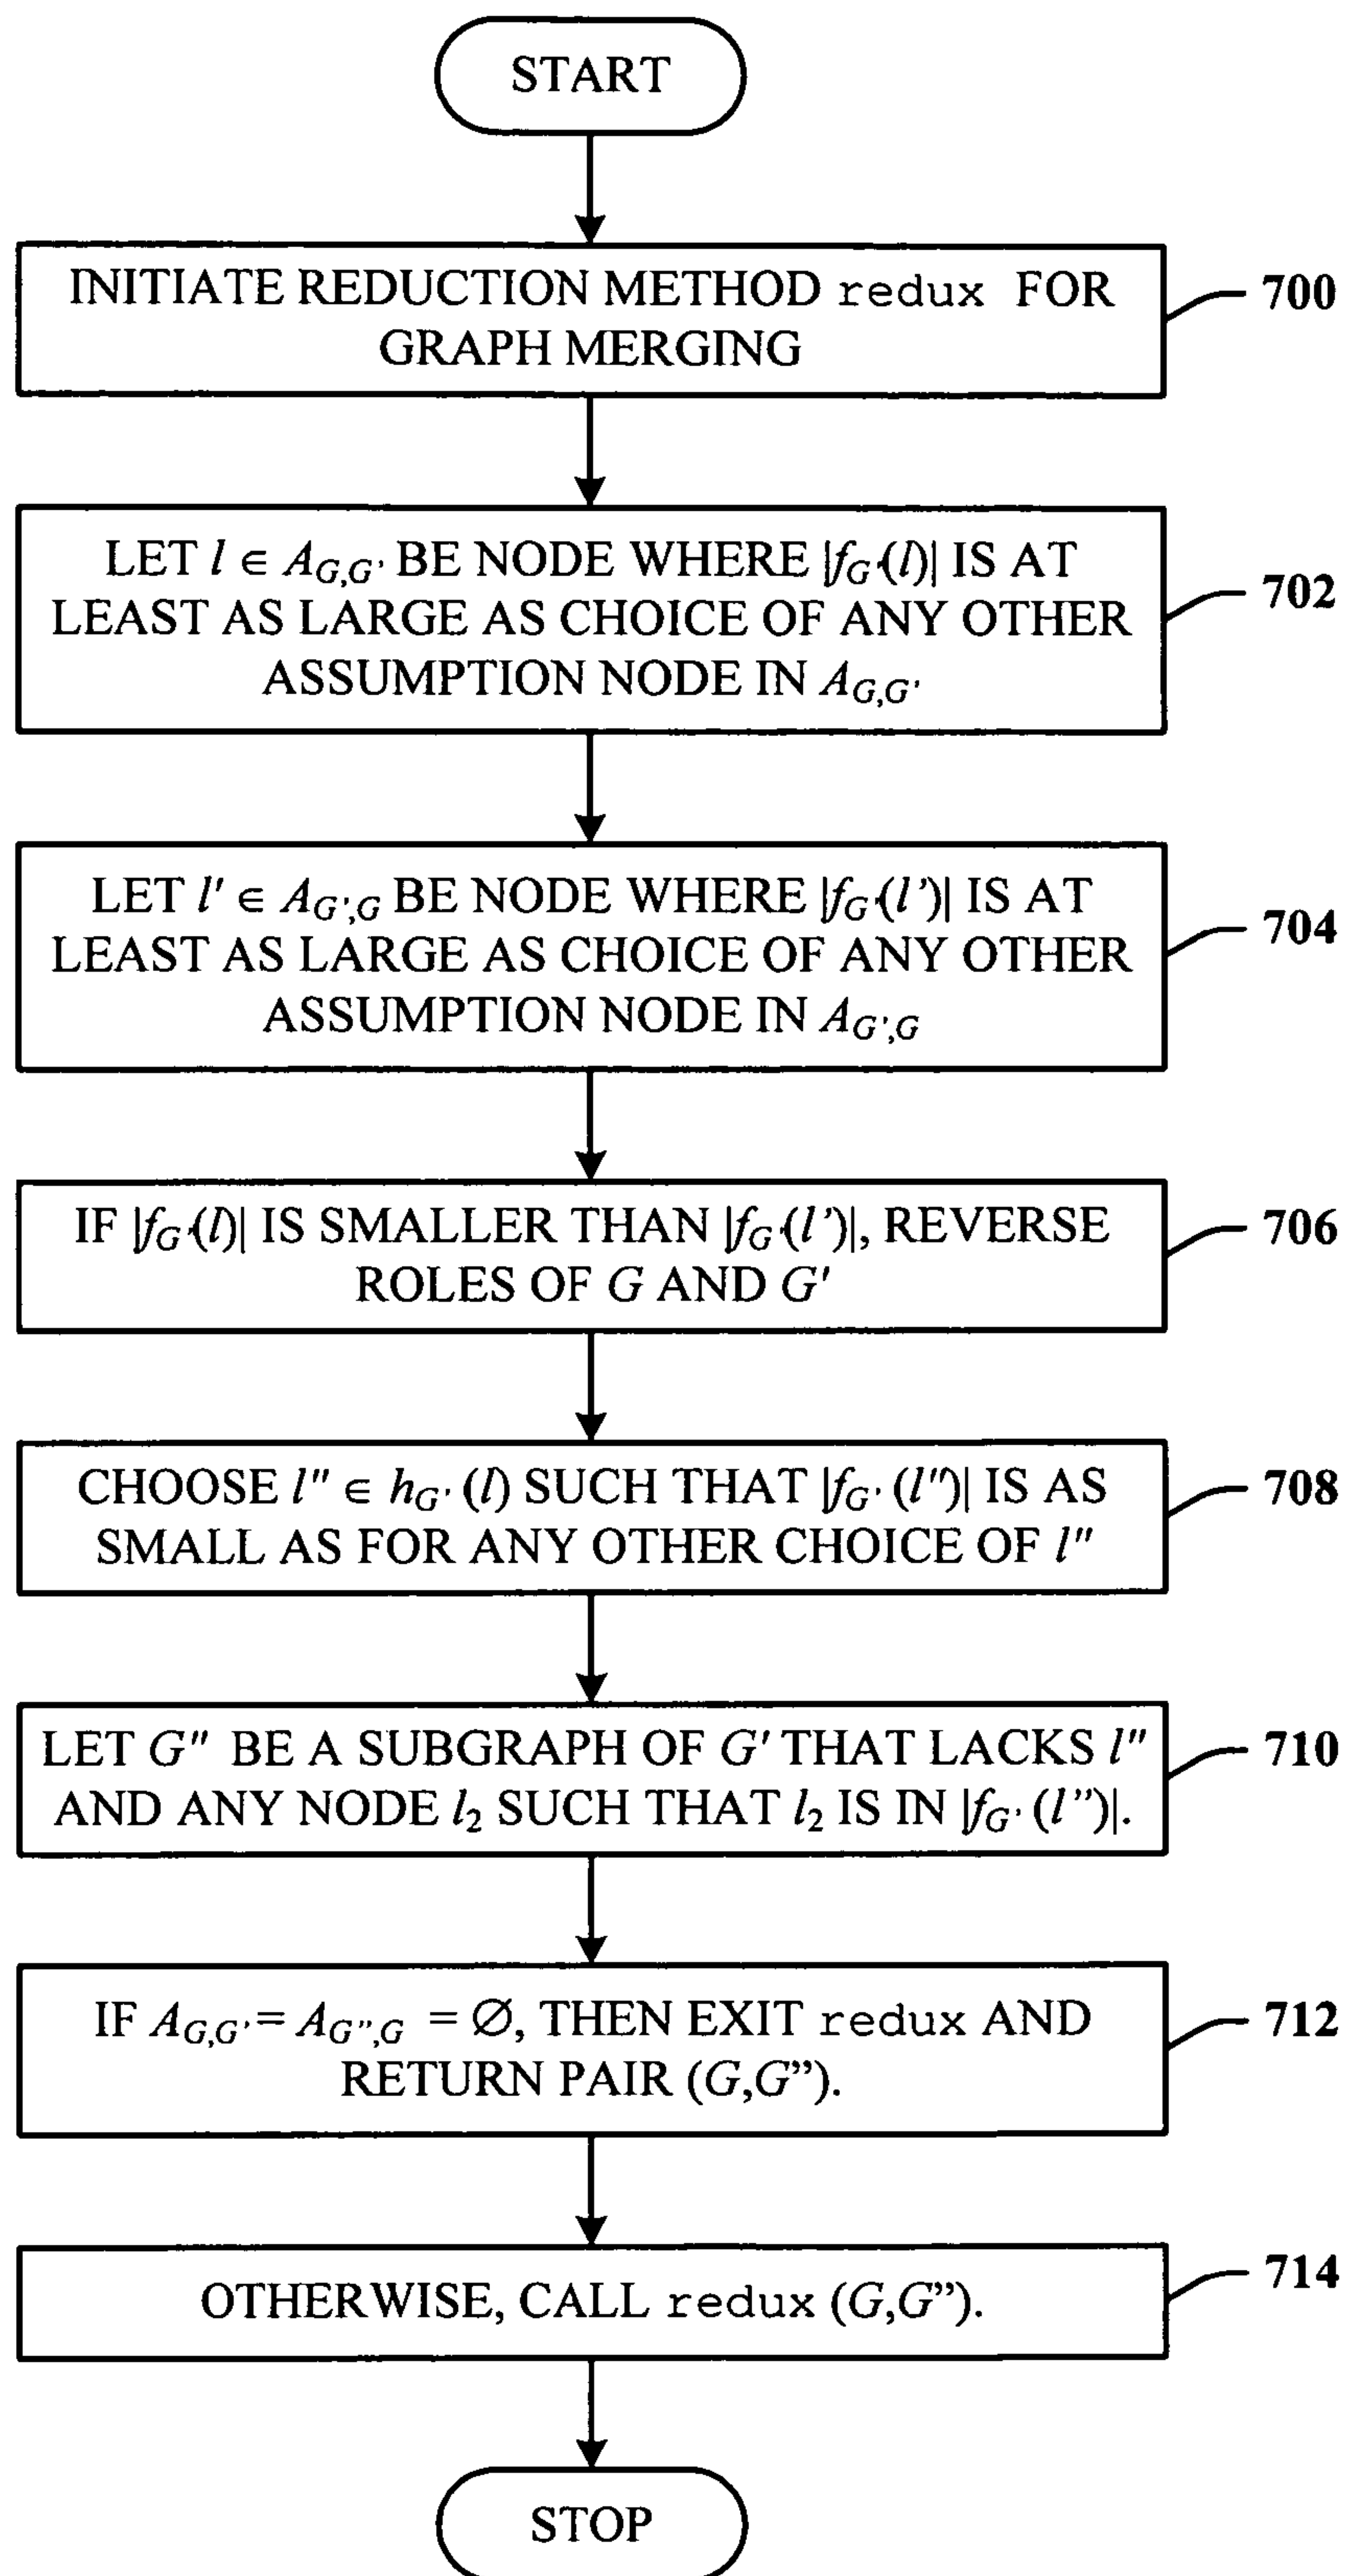 START
INITIATE REDUCTION METHOD redux FOR
GRAPH MERGING
700
LET l ∈ A_{G,G'} BE NODE WHERE |f_{G'}(l)| IS AT
LEAST AS LARGE AS CHOICE OF ANY OTHER
ASSUMPTION NODE IN A_{G,G'}
702
LET l' ∈ A_{G',G} BE NODE WHERE |f_{G'}(l’)| IS AT
LEAST AS LARGE AS CHOICE OF ANY OTHER
ASSUMPTION NODE IN A_{G',G}
704
IF |f_{G'}(l)| IS SMALLER THAN |f_{G'}(l’)|, REVERSE
ROLES OF G AND G'
706
CHOOSE l" ∈ h_{G'} (l) SUCH THAT |f_{G'} (l")| IS AS
SMALL AS FOR ANY OTHER CHOICE OF l"
708
LET G" BE A SUBGRAPH OF G' THAT LACKS l"
AND ANY NODE l₂ SUCH THAT l₂ IS IN |f_{G'} (l”)|.
710
IF A_{G,G'} = A_{G”,G} = ∅, THEN EXIT redux AND
RETURN PAIR (G,G”).
712
OTHERWISE, CALL redux (G,G”).
714
STOP